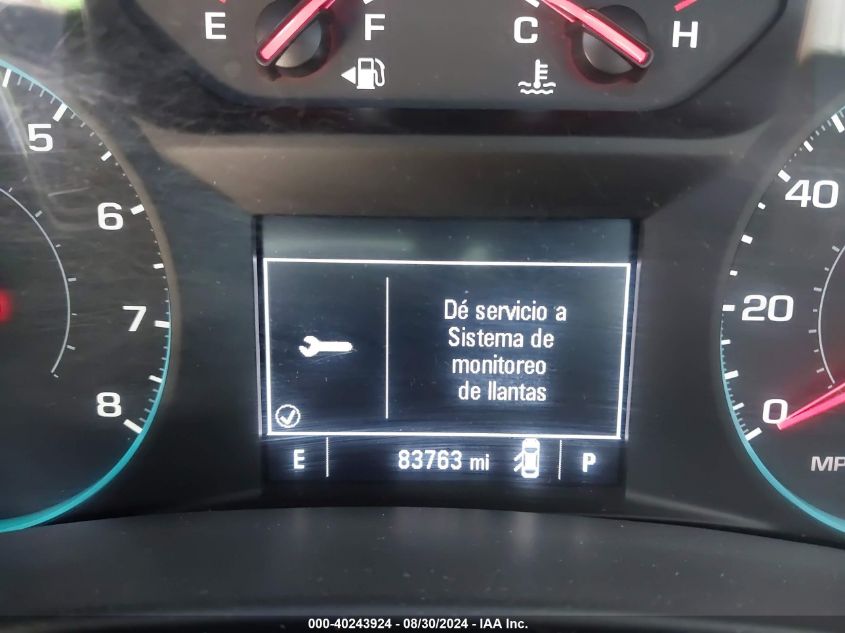 E F C H
5
6
7
8
40
20
0
MP
Dé servicio a
Sistema de
monitoreo
de llantas
E 83763 mi P
000-40243924 - 08/30/2024 - IAA Inc.